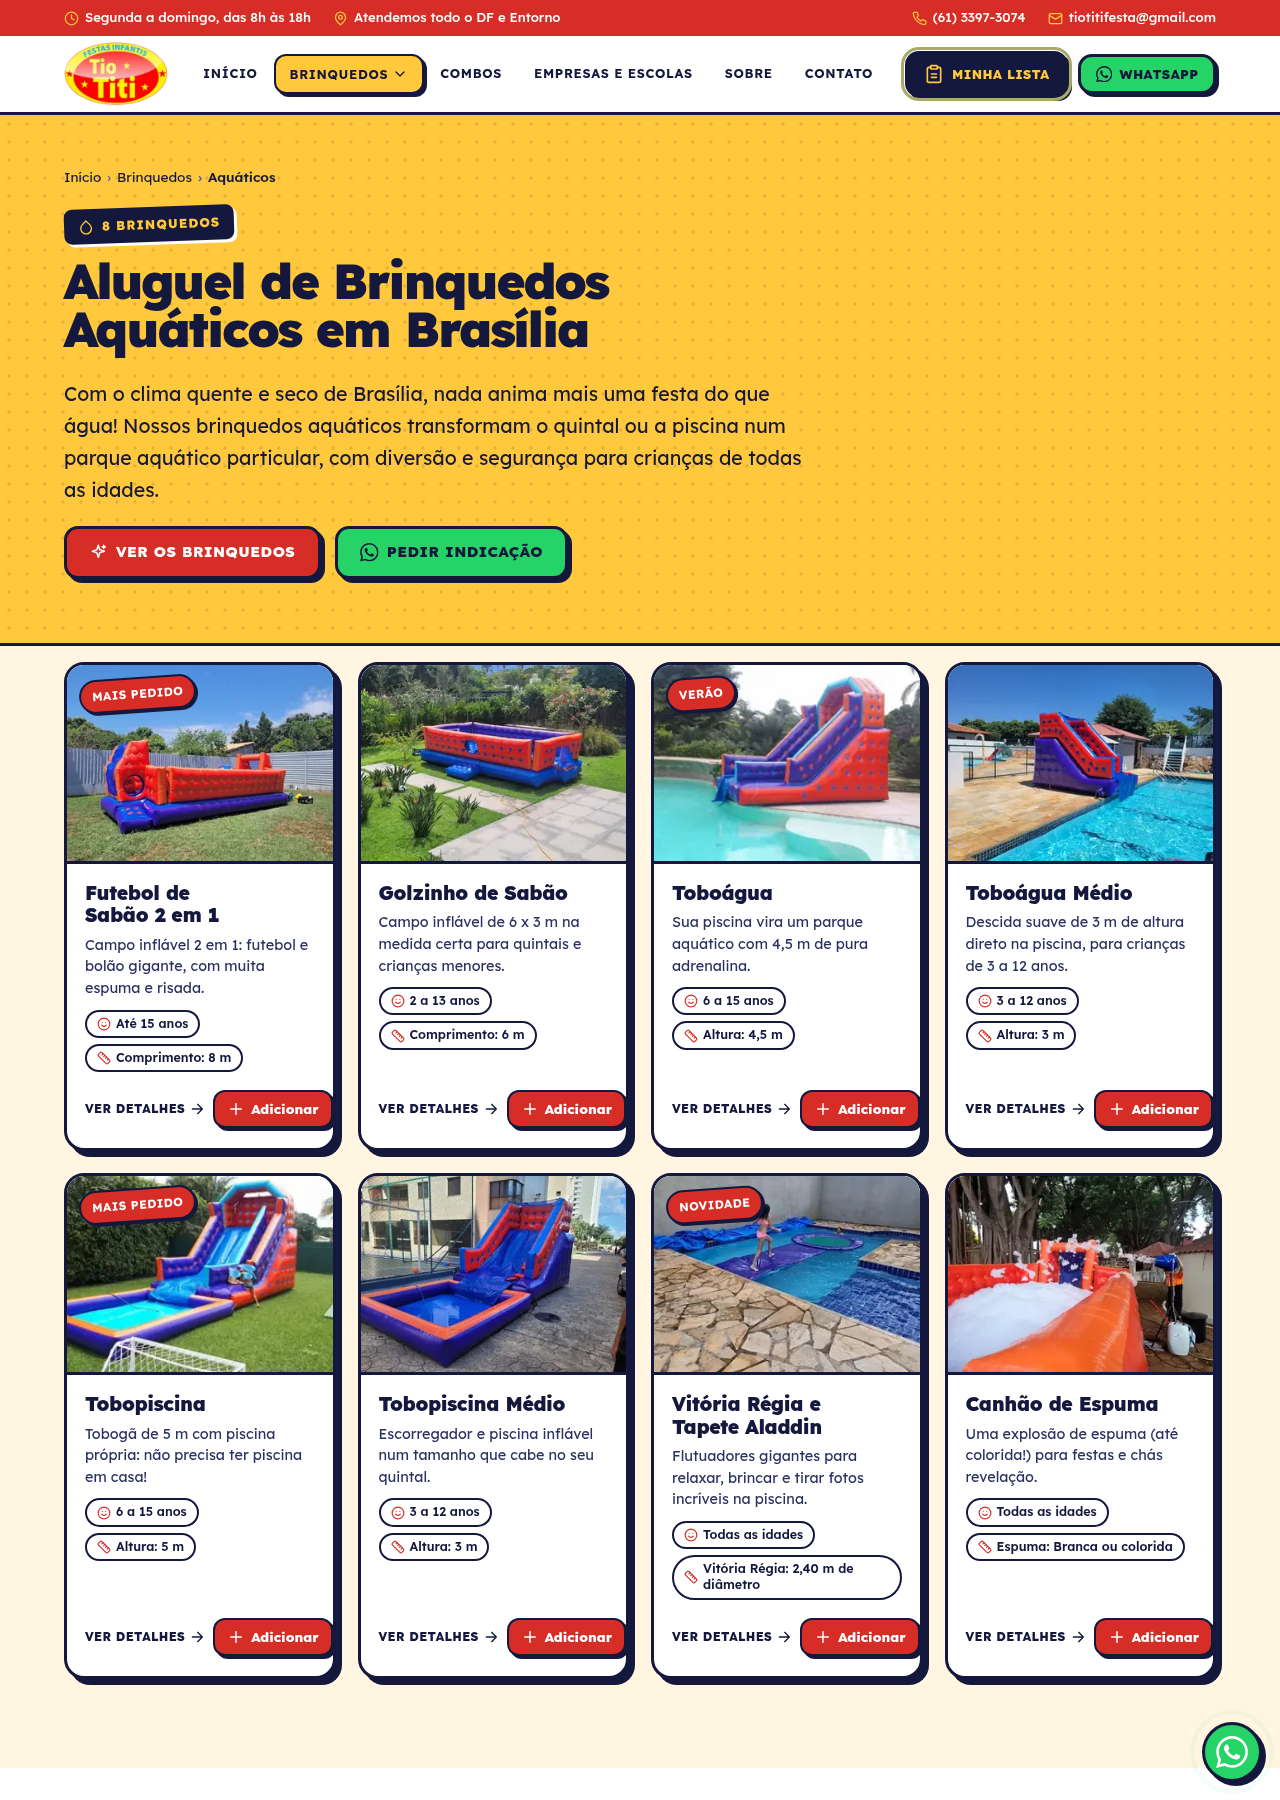 Segunda a domingo, das 8h às 18h
Atendemos todo o DF e Entorno
(61) 3397-3074
tiotitifesta@gmail.com
FESTAS INFANTIS
Tio
Titi
INÍCIO
BRINQUEDOS
COMBOS
EMPRESAS E ESCOLAS
SOBRE
CONTATO
MINHA LISTA
WHATSAPP
Início › Brinquedos › Aquáticos
8 BRINQUEDOS
Aluguel de Brinquedos
Aquáticos em Brasília
Com o clima quente e seco de Brasília, nada anima mais uma festa do que
água! Nossos brinquedos aquáticos transformam o quintal ou a piscina num
parque aquático particular, com diversão e segurança para crianças de todas
as idades.
VER OS BRINQUEDOS
PEDIR INDICAÇÃO
MAIS PEDIDO
Futebol de
Sabão 2 em 1
Campo inflável 2 em 1: futebol e
bolão gigante, com muita
espuma e risada.
Até 15 anos
Comprimento: 8 m
VER DETALHES
Adicionar
Golzinho de Sabão
Campo inflável de 6 x 3 m na
medida certa para quintais e
crianças menores.
2 a 13 anos
Comprimento: 6 m
VER DETALHES
Adicionar
VERÃO
Toboágua
Sua piscina vira um parque
aquático com 4,5 m de pura
adrenalina.
6 a 15 anos
Altura: 4,5 m
VER DETALHES
Adicionar
Toboágua Médio
Descida suave de 3 m de altura
direto na piscina, para crianças
de 3 a 12 anos.
3 a 12 anos
Altura: 3 m
VER DETALHES
Adicionar
MAIS PEDIDO
Tobopiscina
Tobogã de 5 m com piscina
própria: não precisa ter piscina
em casa!
6 a 15 anos
Altura: 5 m
VER DETALHES
Adicionar
Tobopiscina Médio
Escorregador e piscina inflável
num tamanho que cabe no seu
quintal.
3 a 12 anos
Altura: 3 m
VER DETALHES
Adicionar
NOVIDADE
Vitória Régia e
Tapete Aladdin
Flutuadores gigantes para
relaxar, brincar e tirar fotos
incríveis na piscina.
Todas as idades
Vitória Régia: 2,40 m de
diâmetro
VER DETALHES
Adicionar
Canhão de Espuma
Uma explosão de espuma (até
colorida!) para festas e chás
revelação.
Todas as idades
Espuma: Branca ou colorida
VER DETALHES
Adicionar